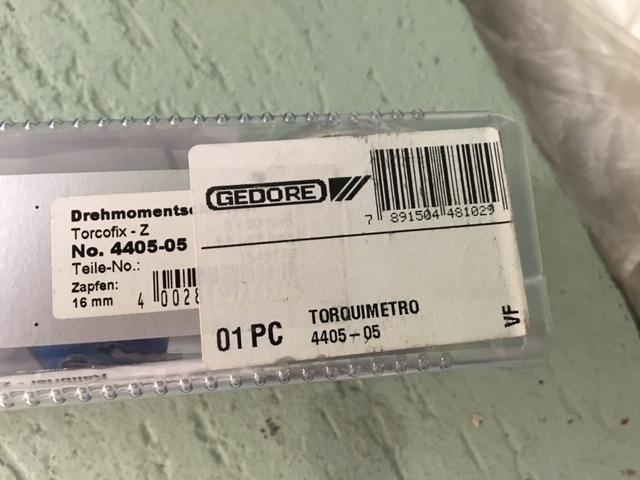 Drehmomentsc
Torcofix - Z
No. 4405-05
Teile-No.:
Zapfen:
16 mm
4 0028
GEDORE
7 891504 481029
01 PC
TORQUIMETRO
4405-05
VF